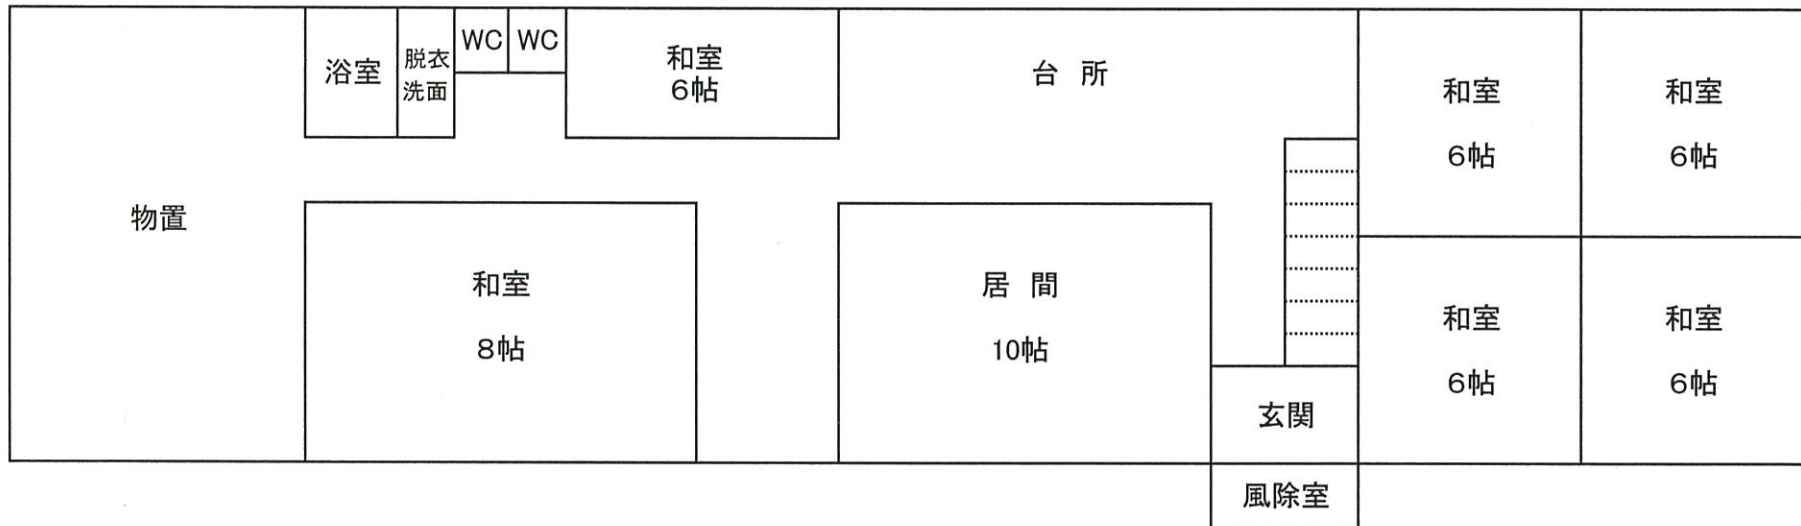 浴室
脱衣
洗面
WC
WC
和室
6帖
台 所
和室
6帖
和室
6帖
物置
和室
8帖
居 間
10帖
和室
6帖
和室
6帖
玄関
風除室